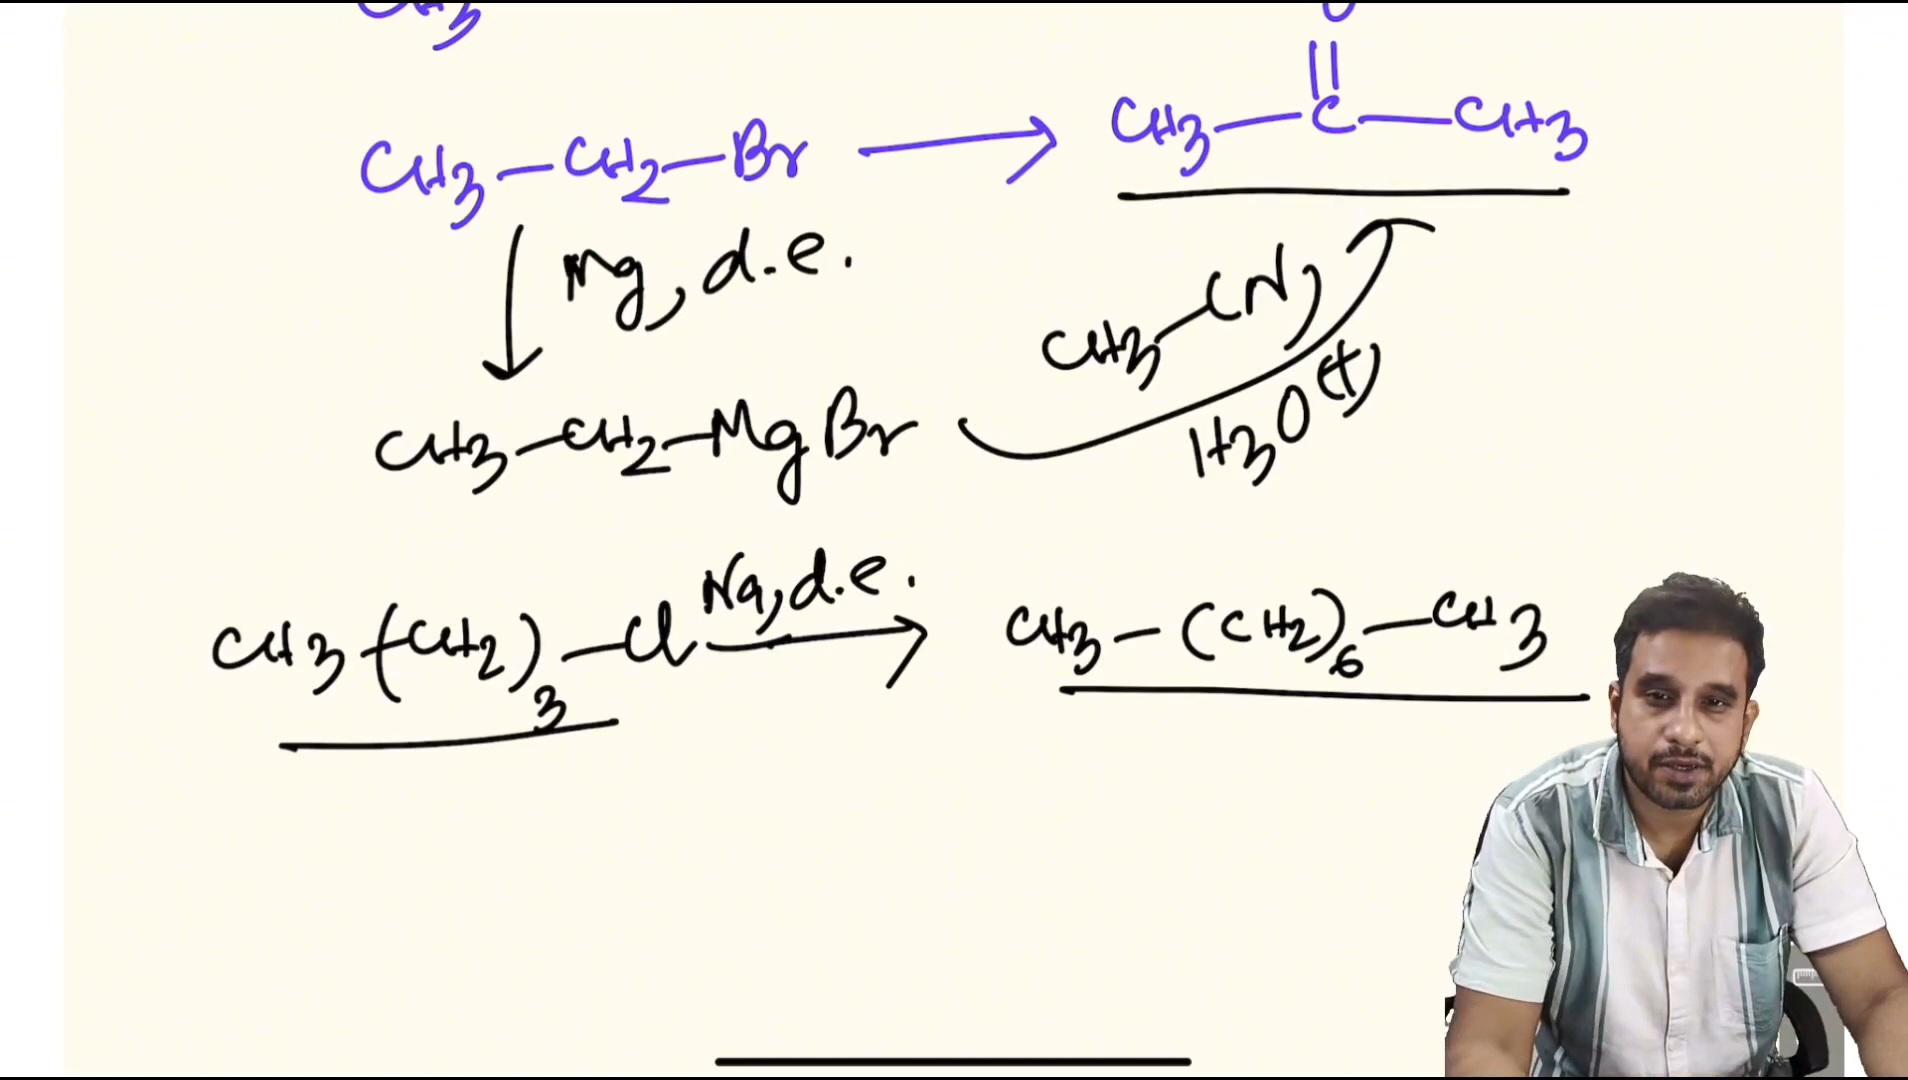 CH3
O
CH3—CH2—Br → CH3—C—CH3
Mg, d.e.
CH3—CN,
H3O(+)
CH3—CH2—MgBr
Na, d.e.
CH3(CH2)3—Cl → CH3—(CH2)6—CH3